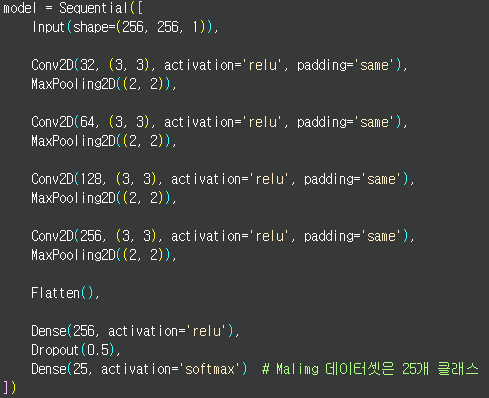 model = Sequential([
    Input(shape=(256, 256, 1)),
    Conv2D(32, (3, 3), activation='relu', padding='same'),
    MaxPooling2D((2, 2)),
    Conv2D(64, (3, 3), activation='relu', padding='same'),
    MaxPooling2D((2, 2)),
    Conv2D(128, (3, 3), activation='relu', padding='same'),
    MaxPooling2D((2, 2)),
    Conv2D(256, (3, 3), activation='relu', padding='same'),
    MaxPooling2D((2, 2)),
    Flatten(),
    Dense(256, activation='relu'),
    Dropout(0.5),
    Dense(25, activation='softmax')  # Malimg 데이터셋은 25개 클래스
])